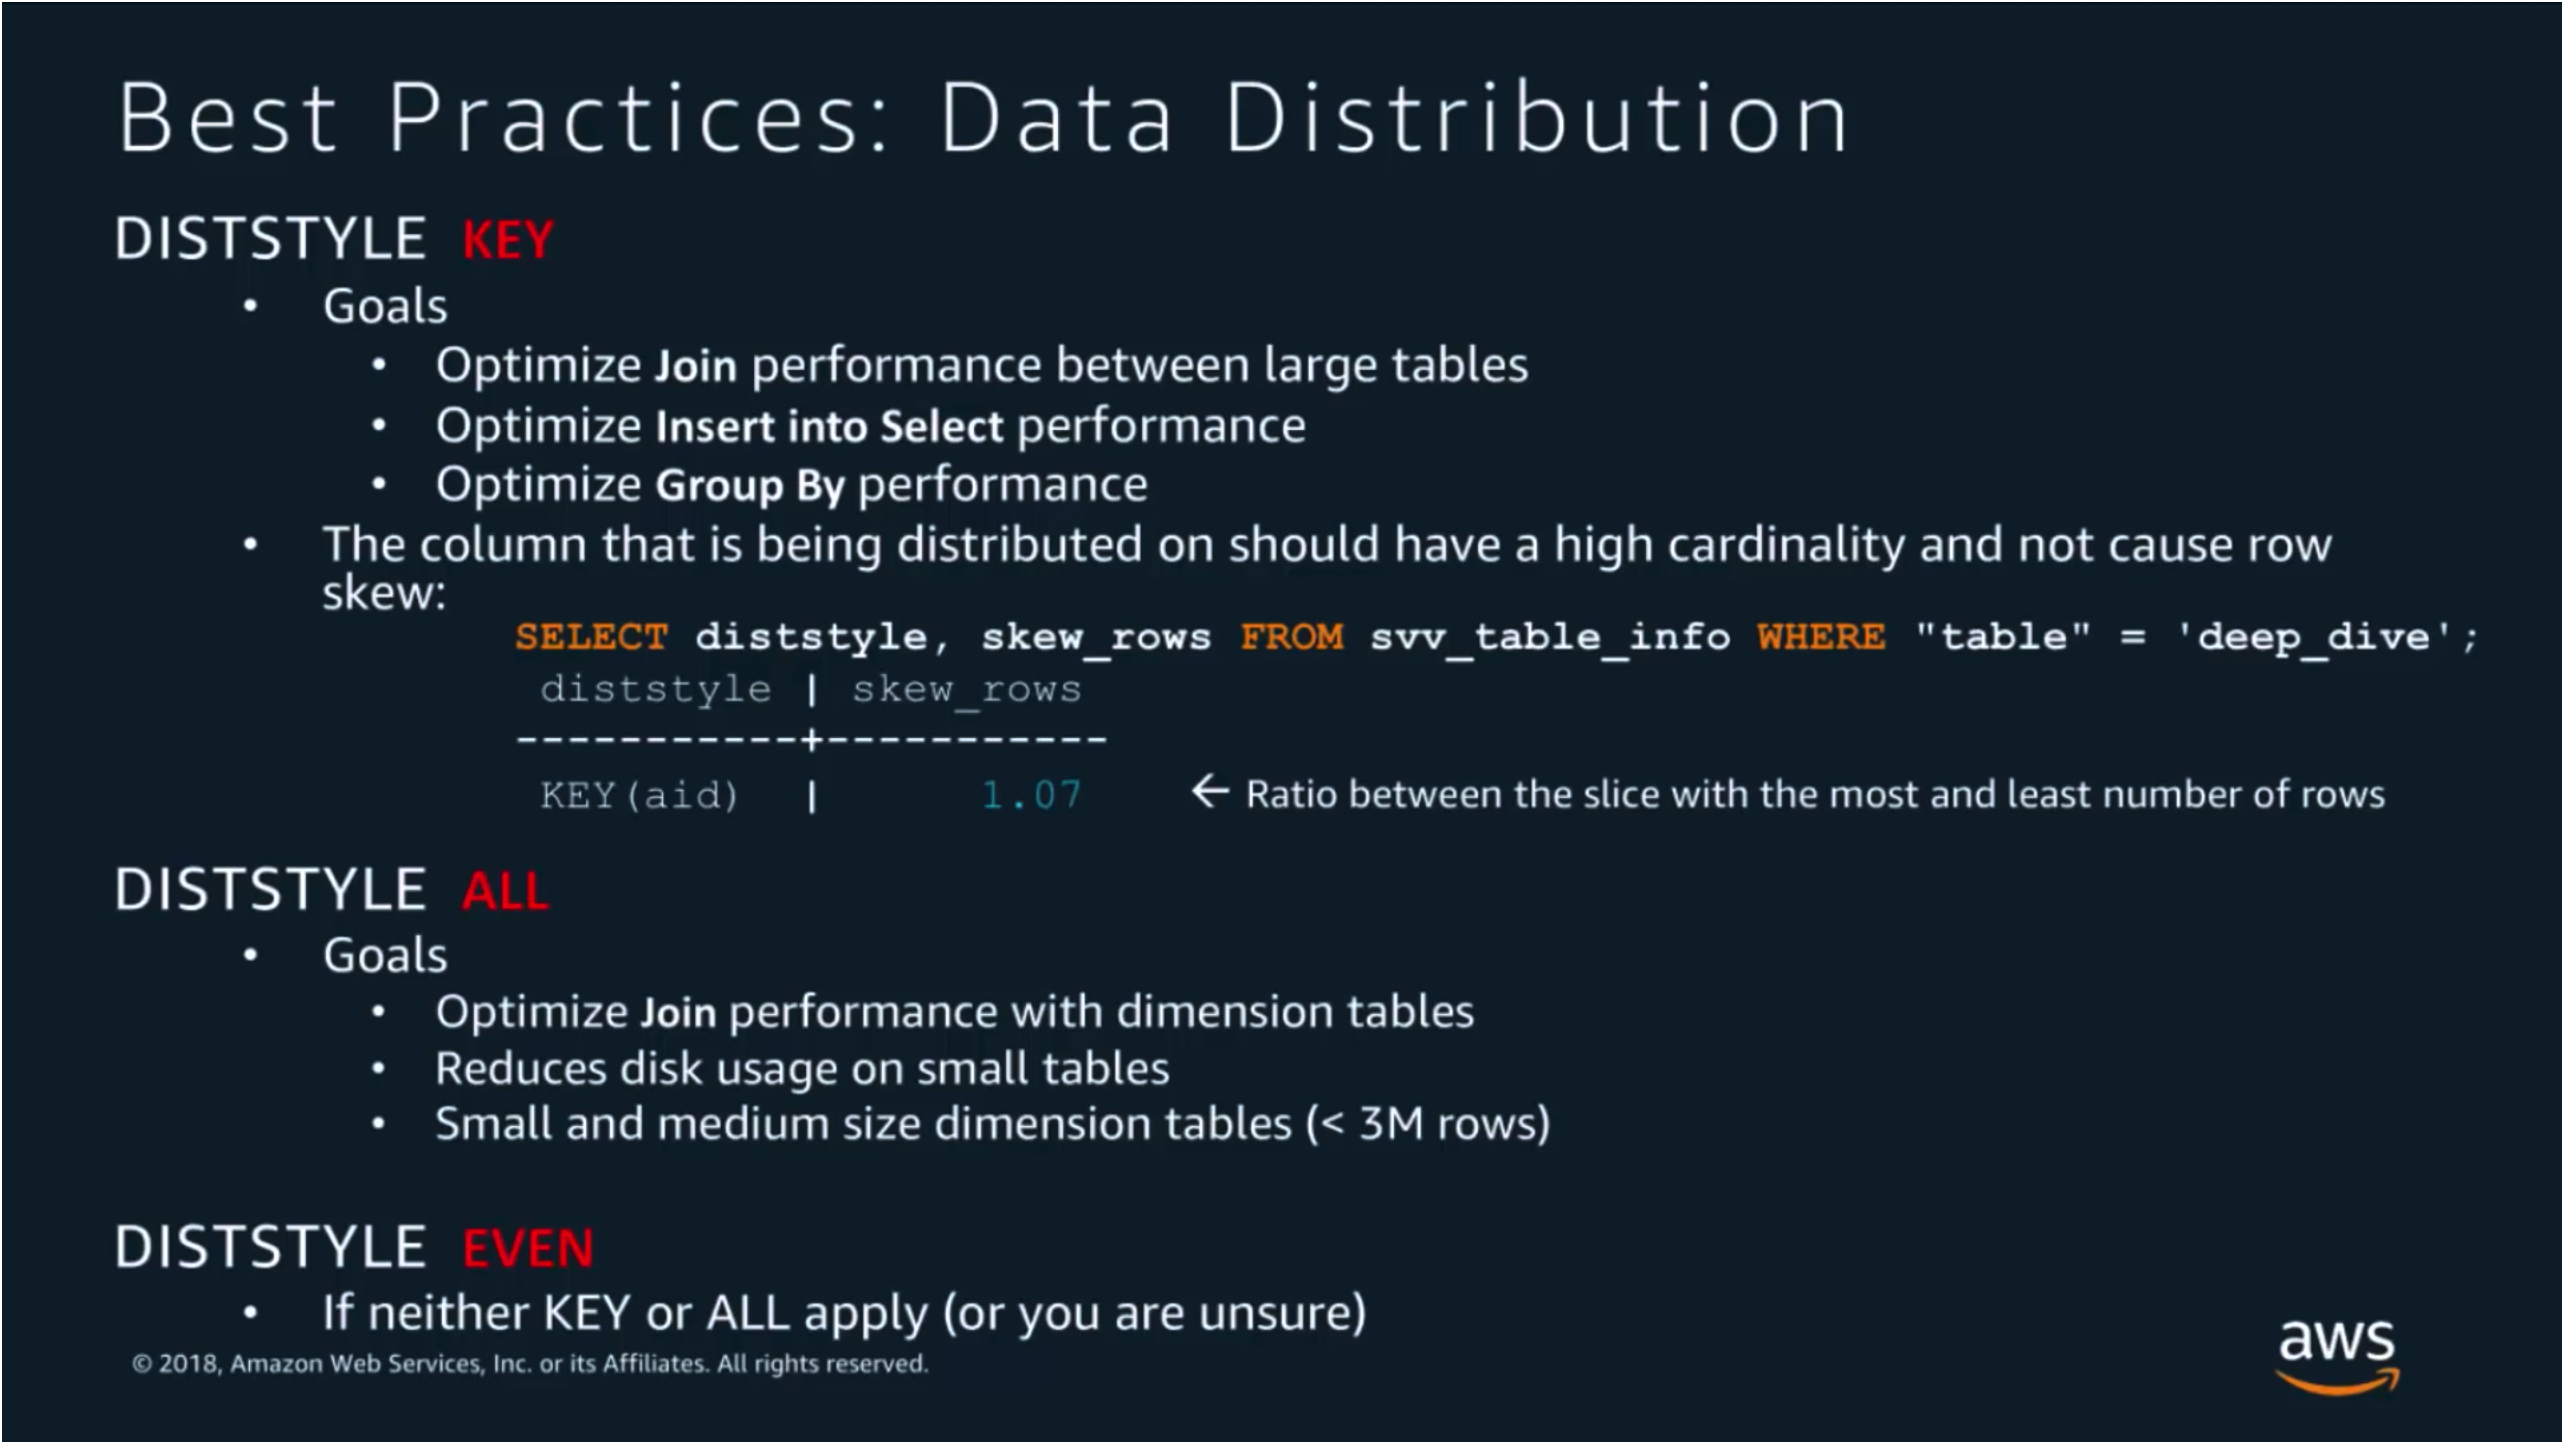 Best Practices: Data Distribution
DISTSTYLE KEY
• Goals
• Optimize Join performance between large tables
• Optimize Insert into Select performance
• Optimize Group By performance
• The column that is being distributed on should have a high cardinality and not cause row
skew:
SELECT diststyle, skew_rows FROM svv_table_info WHERE "table" = 'deep_dive';
diststyle | skew_rows
-----------+-----------
KEY(aid) | 1.07 ← Ratio between the slice with the most and least number of rows
DISTSTYLE ALL
• Goals
• Optimize Join performance with dimension tables
• Reduces disk usage on small tables
• Small and medium size dimension tables (< 3M rows)
DISTSTYLE EVEN
• If neither KEY or ALL apply (or you are unsure)
© 2018, Amazon Web Services, Inc. or its Affiliates. All rights reserved.
aws